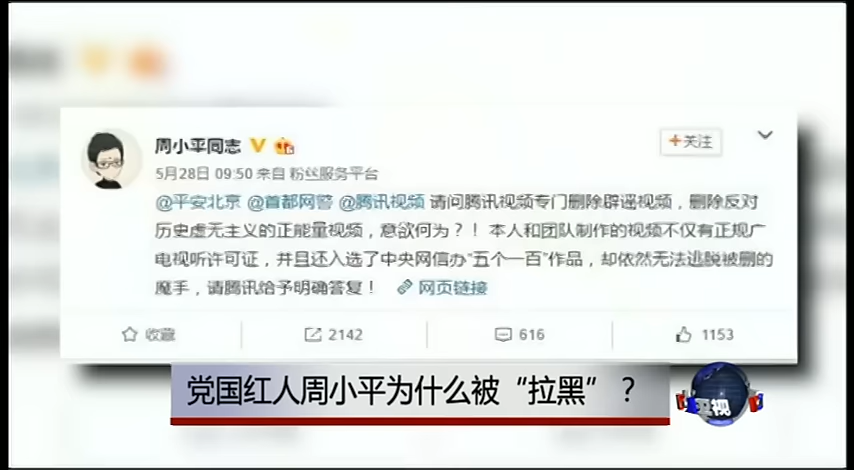 周小平同志
+关注
5月28日 09:50 来自 粉丝服务平台
@平安北京 @首都网警 @腾讯视频 请问腾讯视频专门删除辟谣视频，删除反对
历史虚无主义的正能量视频，意欲何为？！本人和团队制作的视频不仅有正规广
电视听许可证，并且还入选了中央网信办"五个一百"作品，却依然无法逃脱被删的
魔手，请腾讯给予明确答复！ 网页链接
收藏 2142 616 1153
党国红人周小平为什么被“拉黑”？
卫视